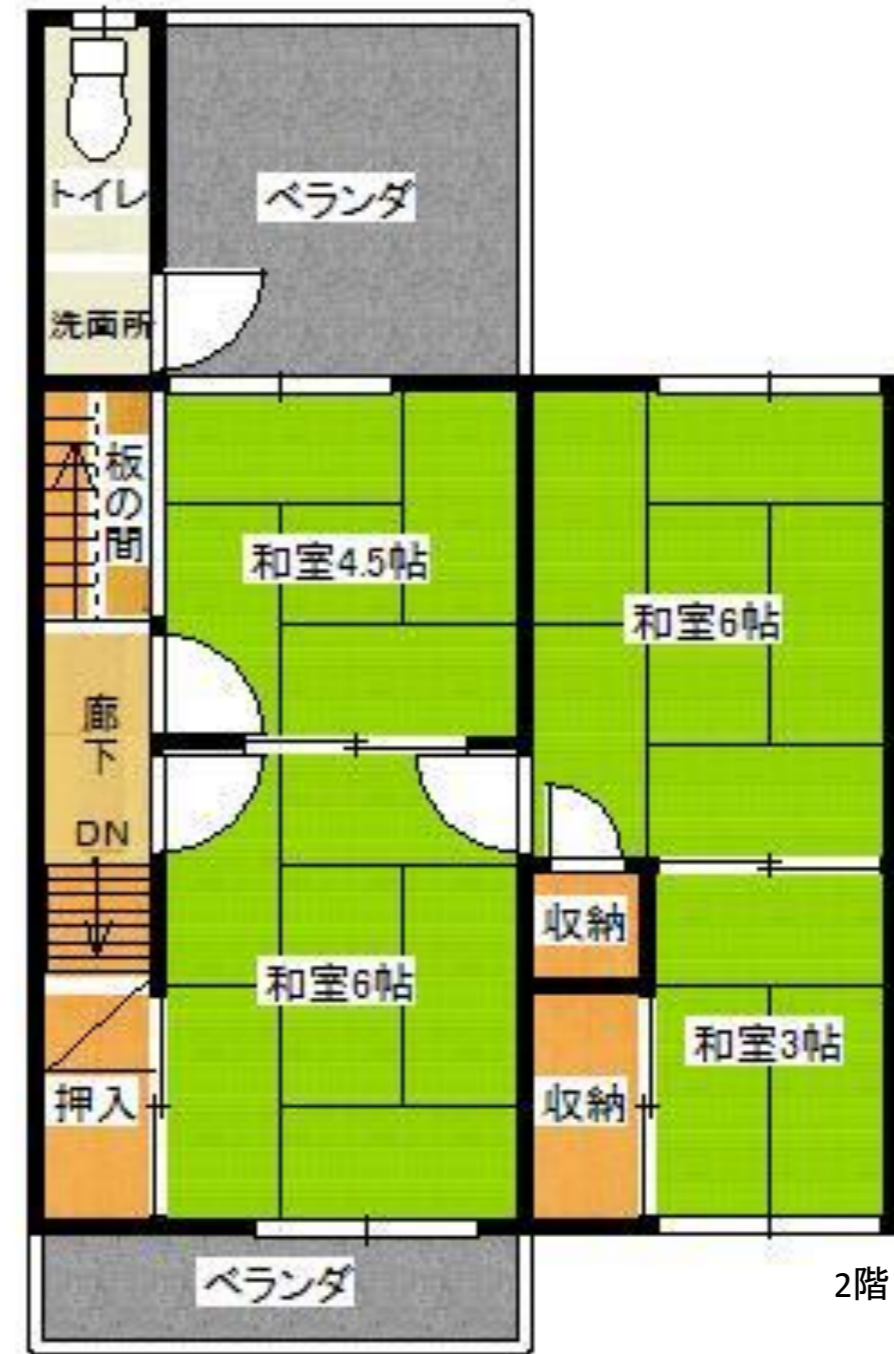 トイレ
ベランダ
洗面所
板の間
和室4.5帖
和室6帖
廊下
DN
収納
和室6帖
和室3帖
押入
収納
ベランダ
2階